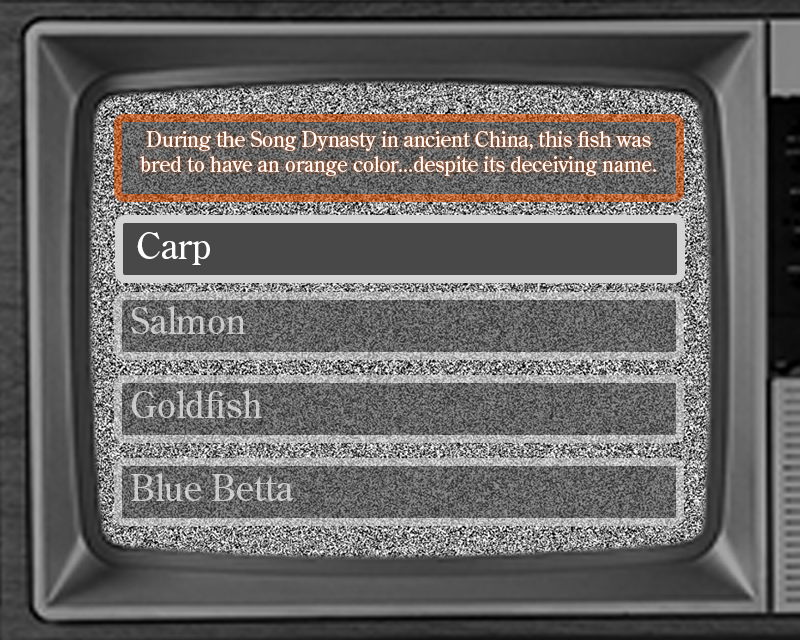 During the Song Dynasty in ancient China, this fish was
bred to have an orange color...despite its deceiving name.
Carp
Salmon
Goldfish
Blue Betta